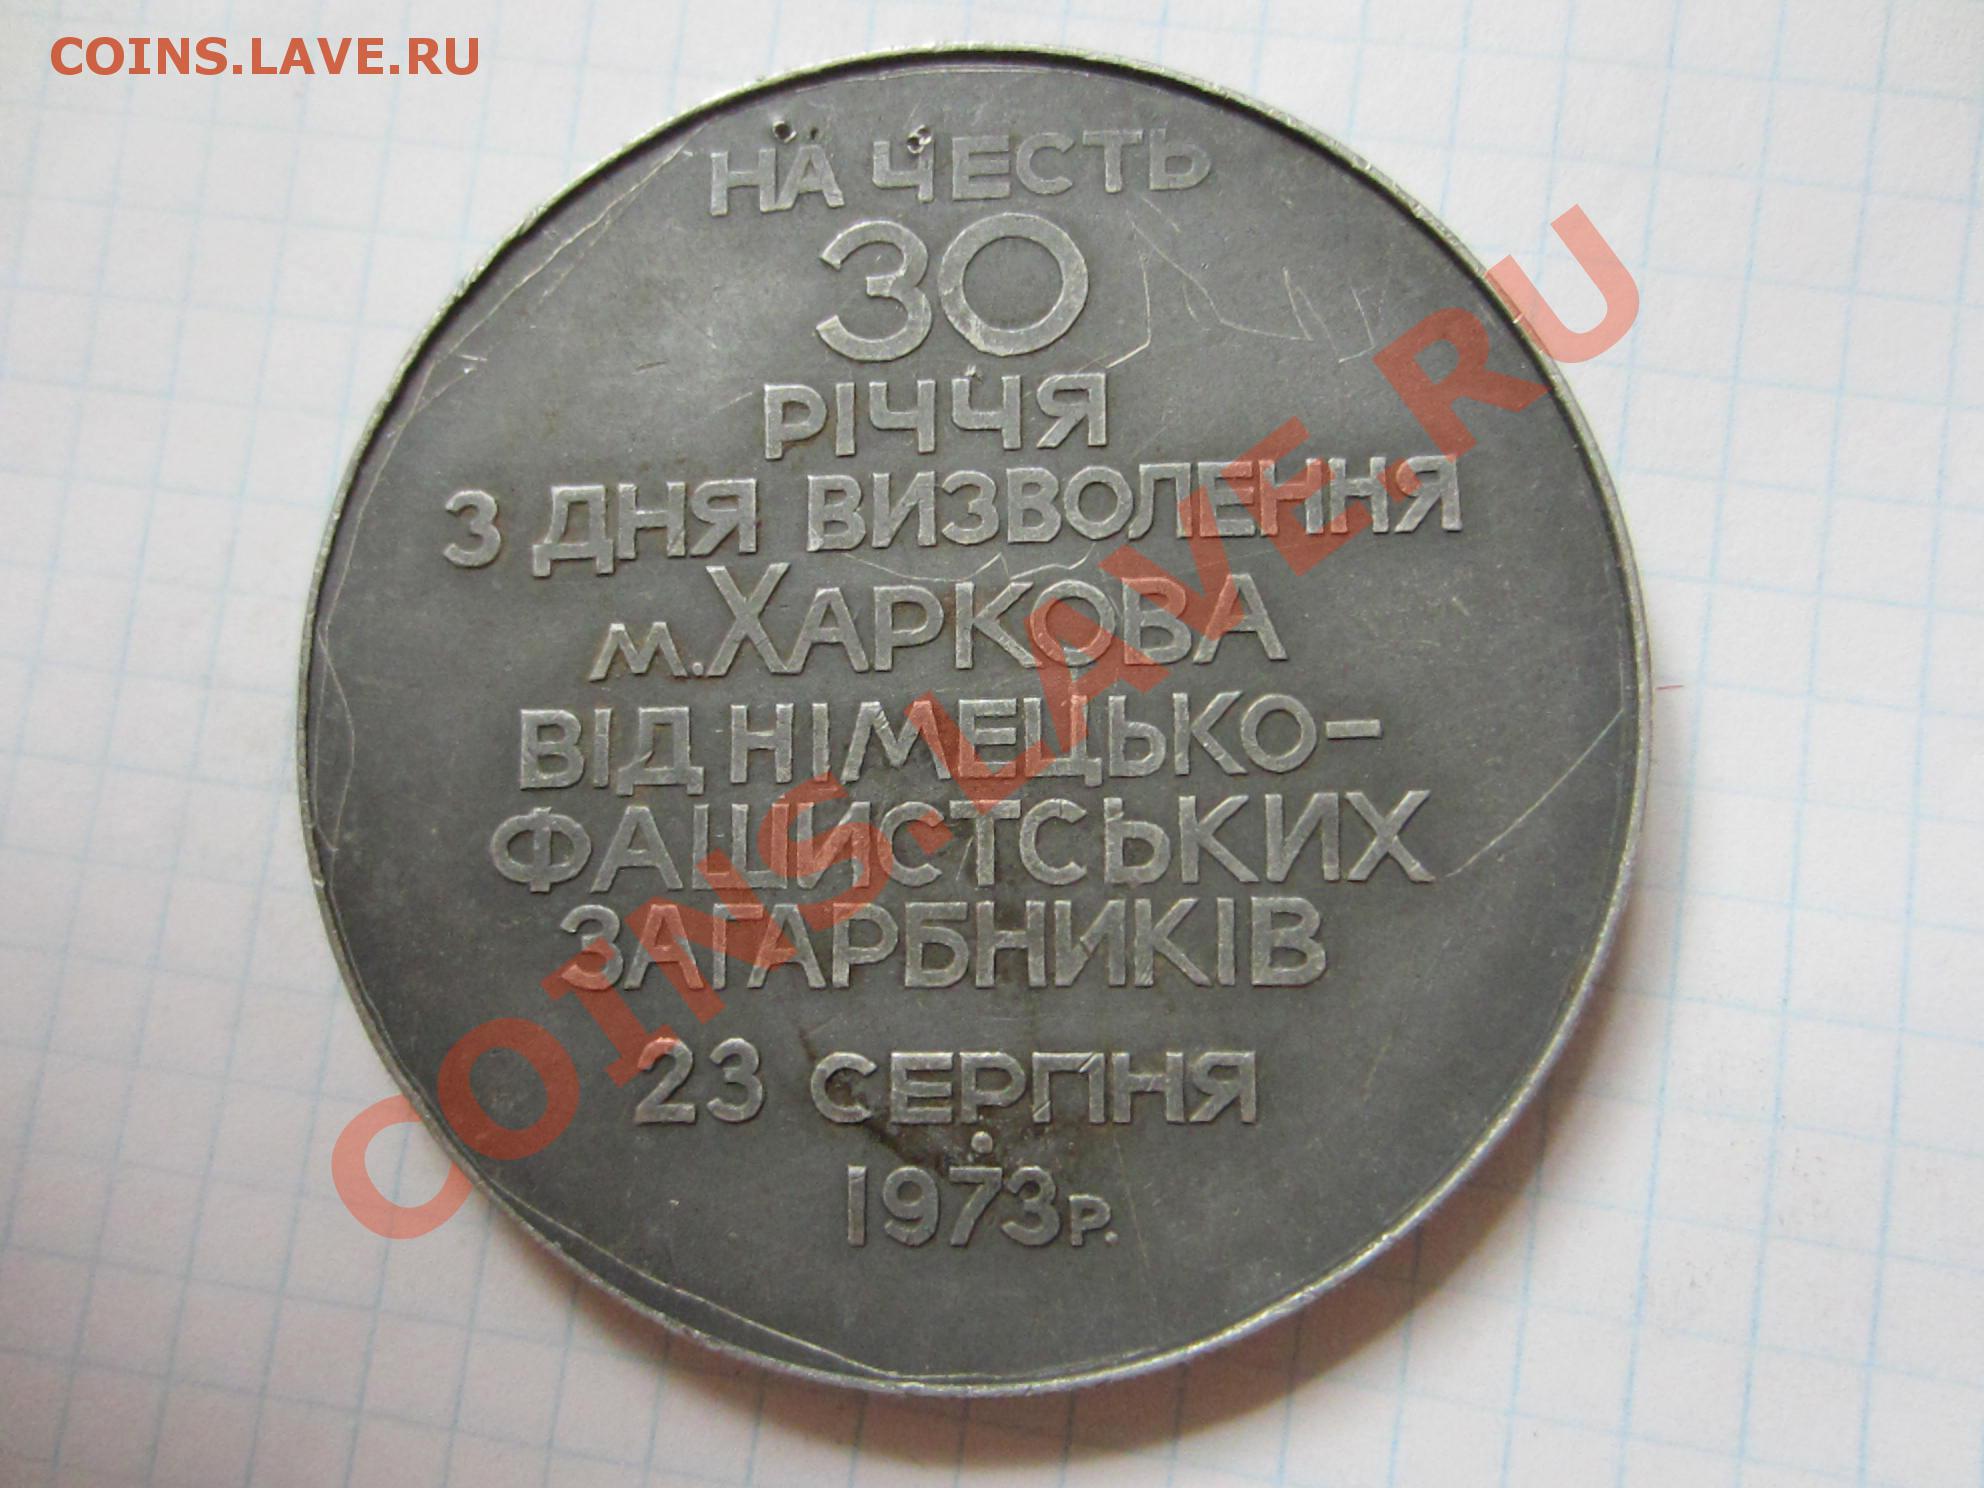 COINS.LAVE.RU
НА ЧЕСТЬ
30
РІЧЧЯ
З ДНЯ ВИЗВОЛЕННЯ
м.ХАРКОВА
ВІД НІМЕЦЬКО-
ФАШИСТСЬКИХ
ЗАГАРБНИКІВ
23 СЕРПНЯ
1973р.
COINS.LAVE.RU